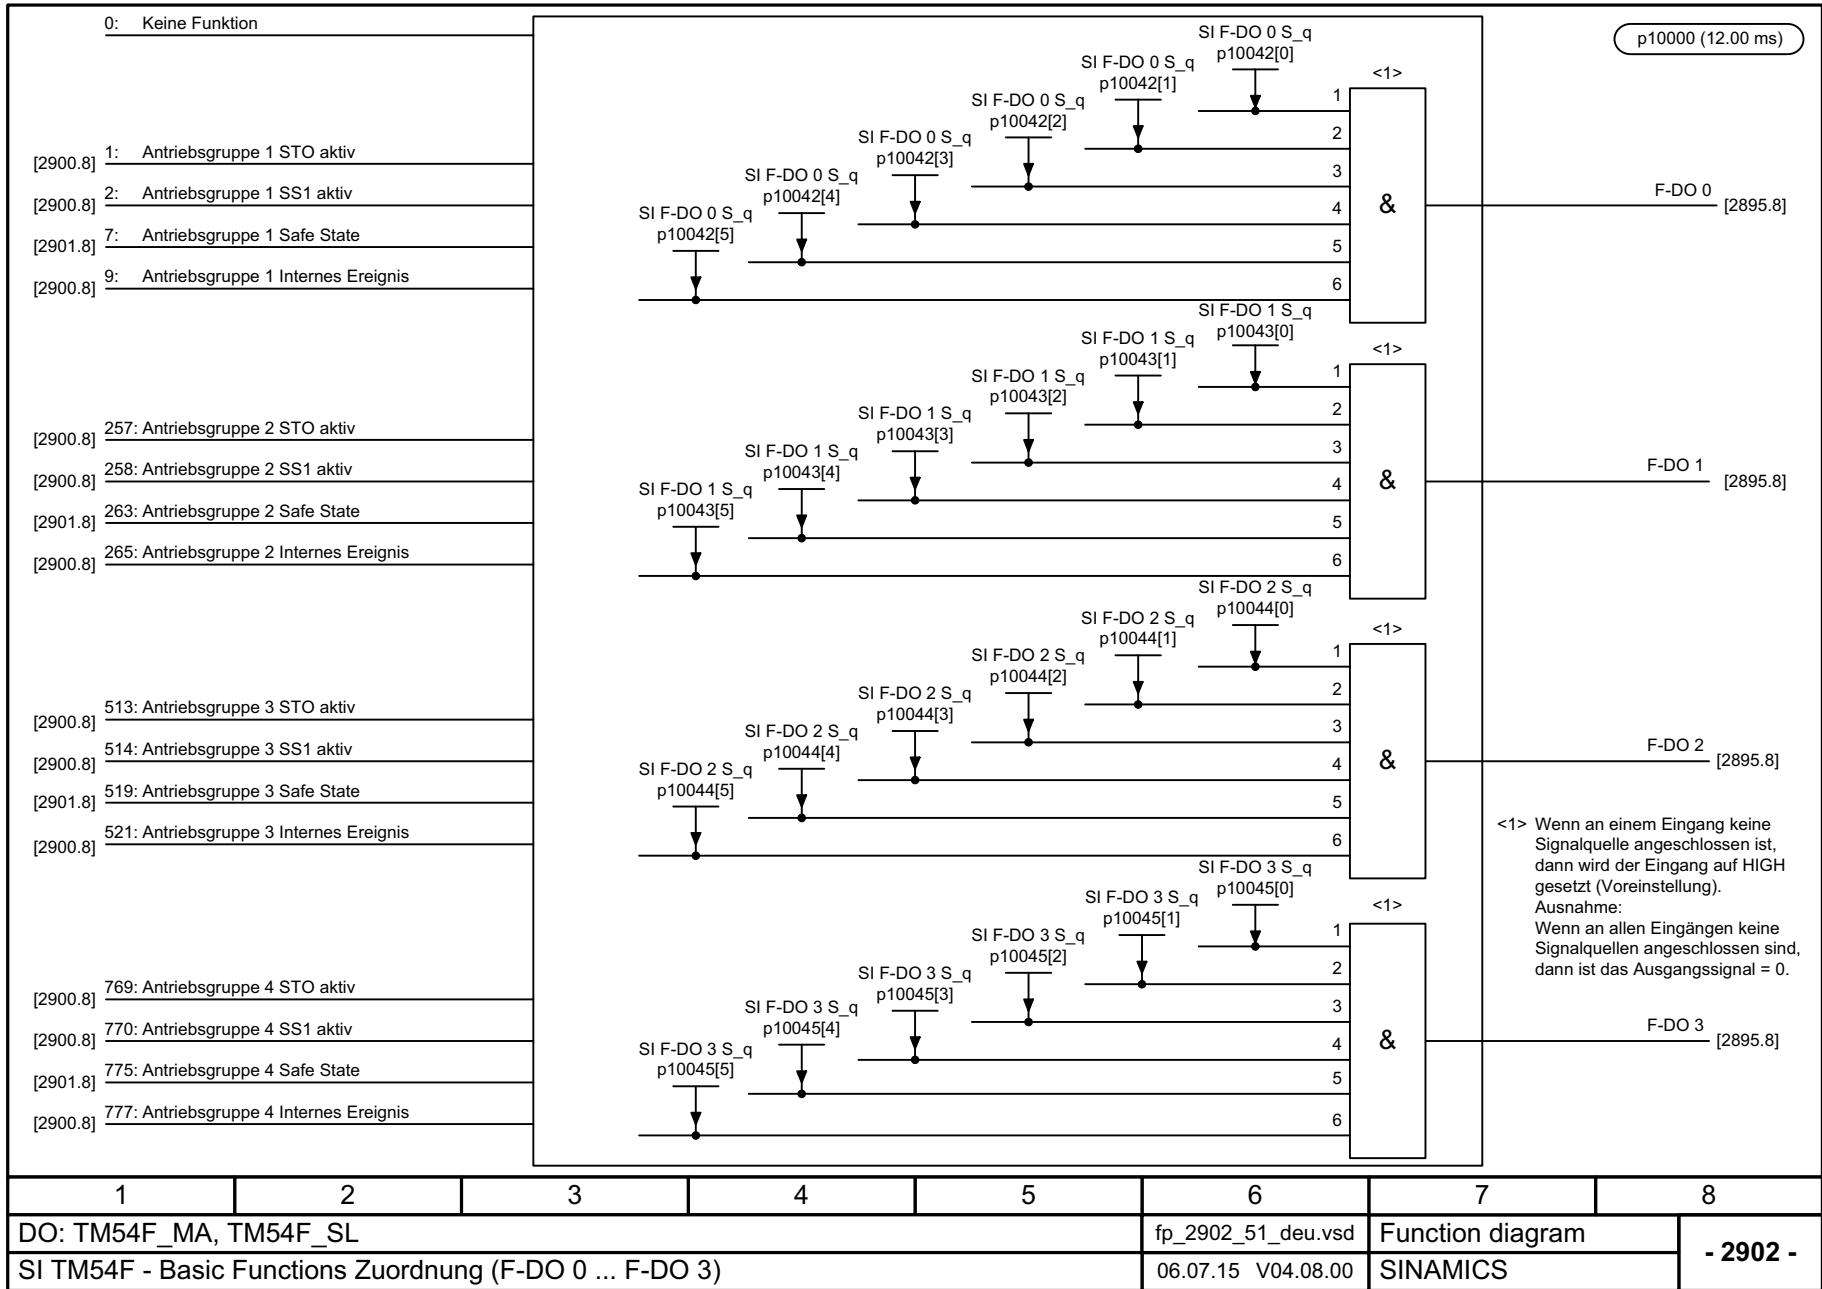 0: Keine Funktion
p10000 (12.00 ms)
[2900.8] 1: Antriebsgruppe 1 STO aktiv
[2900.8] 2: Antriebsgruppe 1 SS1 aktiv
[2901.8] 7: Antriebsgruppe 1 Safe State
[2900.8] 9: Antriebsgruppe 1 Internes Ereignis
SI F-DO 0 S_q
p10042[0]
SI F-DO 0 S_q
p10042[1]
SI F-DO 0 S_q
p10042[2]
SI F-DO 0 S_q
p10042[3]
SI F-DO 0 S_q
p10042[4]
SI F-DO 0 S_q
p10042[5]
<1>
1
2
3
4
5
6
&
F-DO 0
[2895.8]
[2900.8] 257: Antriebsgruppe 2 STO aktiv
[2900.8] 258: Antriebsgruppe 2 SS1 aktiv
[2901.8] 263: Antriebsgruppe 2 Safe State
[2900.8] 265: Antriebsgruppe 2 Internes Ereignis
SI F-DO 1 S_q
p10043[0]
SI F-DO 1 S_q
p10043[1]
SI F-DO 1 S_q
p10043[2]
SI F-DO 1 S_q
p10043[3]
SI F-DO 1 S_q
p10043[4]
SI F-DO 1 S_q
p10043[5]
<1>
1
2
3
4
5
6
&
F-DO 1
[2895.8]
[2900.8] 513: Antriebsgruppe 3 STO aktiv
[2900.8] 514: Antriebsgruppe 3 SS1 aktiv
[2901.8] 519: Antriebsgruppe 3 Safe State
[2900.8] 521: Antriebsgruppe 3 Internes Ereignis
SI F-DO 2 S_q
p10044[0]
SI F-DO 2 S_q
p10044[1]
SI F-DO 2 S_q
p10044[2]
SI F-DO 2 S_q
p10044[3]
SI F-DO 2 S_q
p10044[4]
SI F-DO 2 S_q
p10044[5]
<1>
1
2
3
4
5
6
&
F-DO 2
[2895.8]
<1> Wenn an einem Eingang keine
Signalquelle angeschlossen ist,
dann wird der Eingang auf HIGH
gesetzt (Voreinstellung).
Ausnahme:
Wenn an allen Eingängen keine
Signalquellen angeschlossen sind,
dann ist das Ausgangssignal = 0.
[2900.8] 769: Antriebsgruppe 4 STO aktiv
[2900.8] 770: Antriebsgruppe 4 SS1 aktiv
[2901.8] 775: Antriebsgruppe 4 Safe State
[2900.8] 777: Antriebsgruppe 4 Internes Ereignis
SI F-DO 3 S_q
p10045[0]
SI F-DO 3 S_q
p10045[1]
SI F-DO 3 S_q
p10045[2]
SI F-DO 3 S_q
p10045[3]
SI F-DO 3 S_q
p10045[4]
SI F-DO 3 S_q
p10045[5]
<1>
1
2
3
4
5
6
&
F-DO 3
[2895.8]
1 2 3 4 5 6 7 8
DO: TM54F_MA, TM54F_SL
fp_2902_51_deu.vsd
Function diagram
- 2902 -
SI TM54F - Basic Functions Zuordnung (F-DO 0 ... F-DO 3)
06.07.15 V04.08.00
SINAMICS